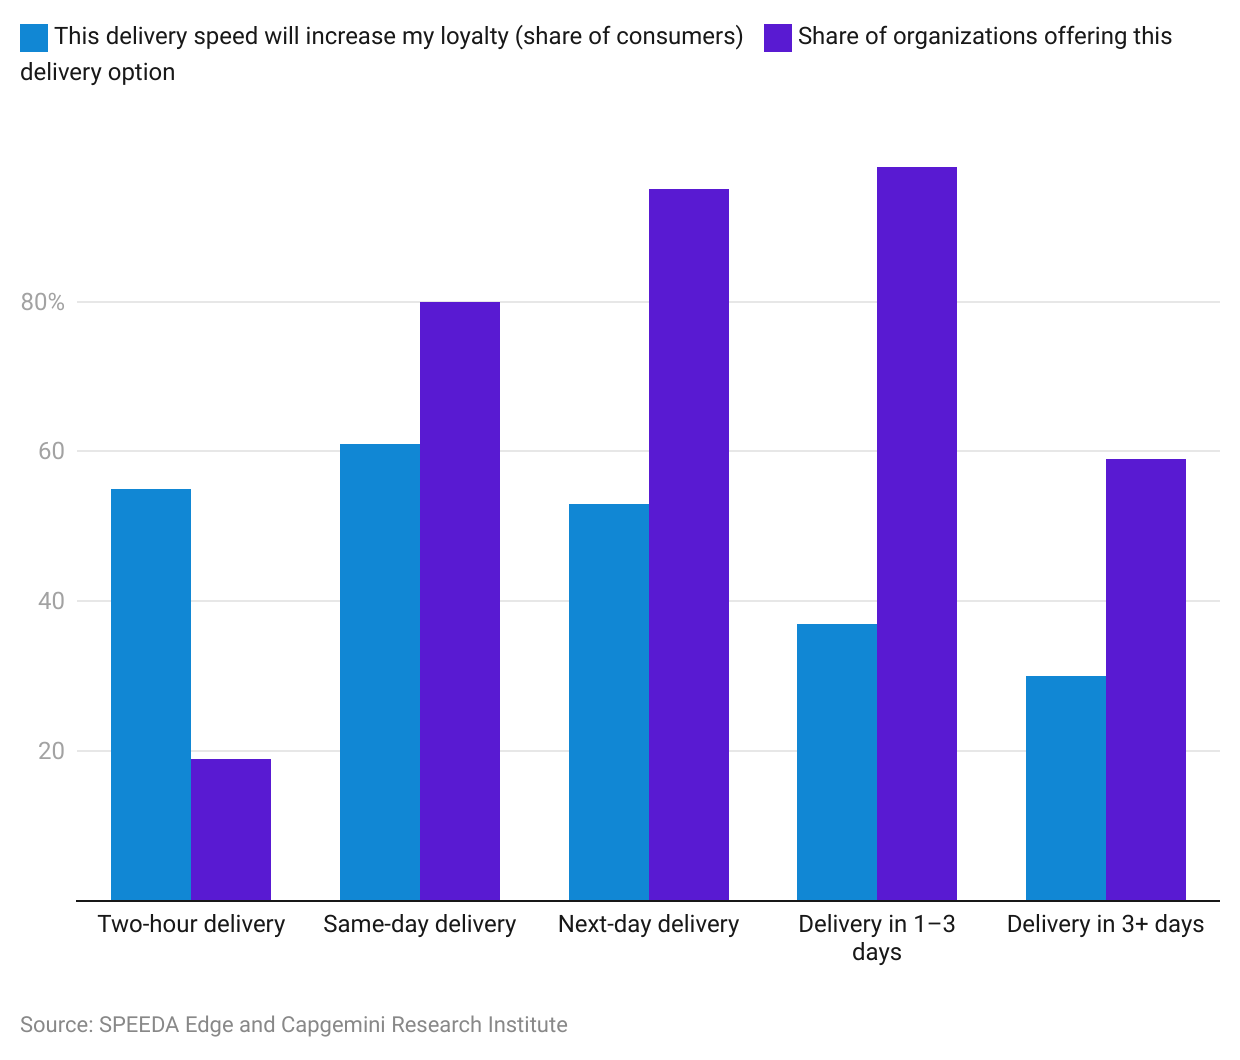 This delivery speed will increase my loyalty (share of consumers) Share of organizations offering this
delivery option
80%
60
40
20
Two-hour delivery Same-day delivery Next-day delivery Delivery in 1–3 Delivery in 3+ days
days
Source: SPEEDA Edge and Capgemini Research Institute